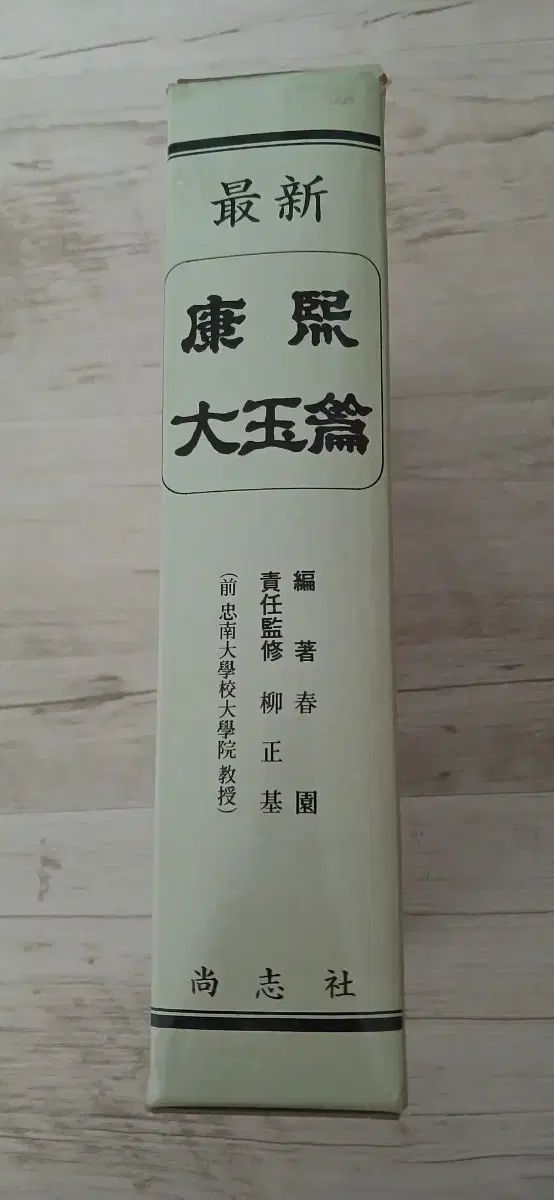 最新
康熙
大玉篇
編著 春園
責任監修 柳正基
(前 忠南大學校大學院 教授)
尚志社